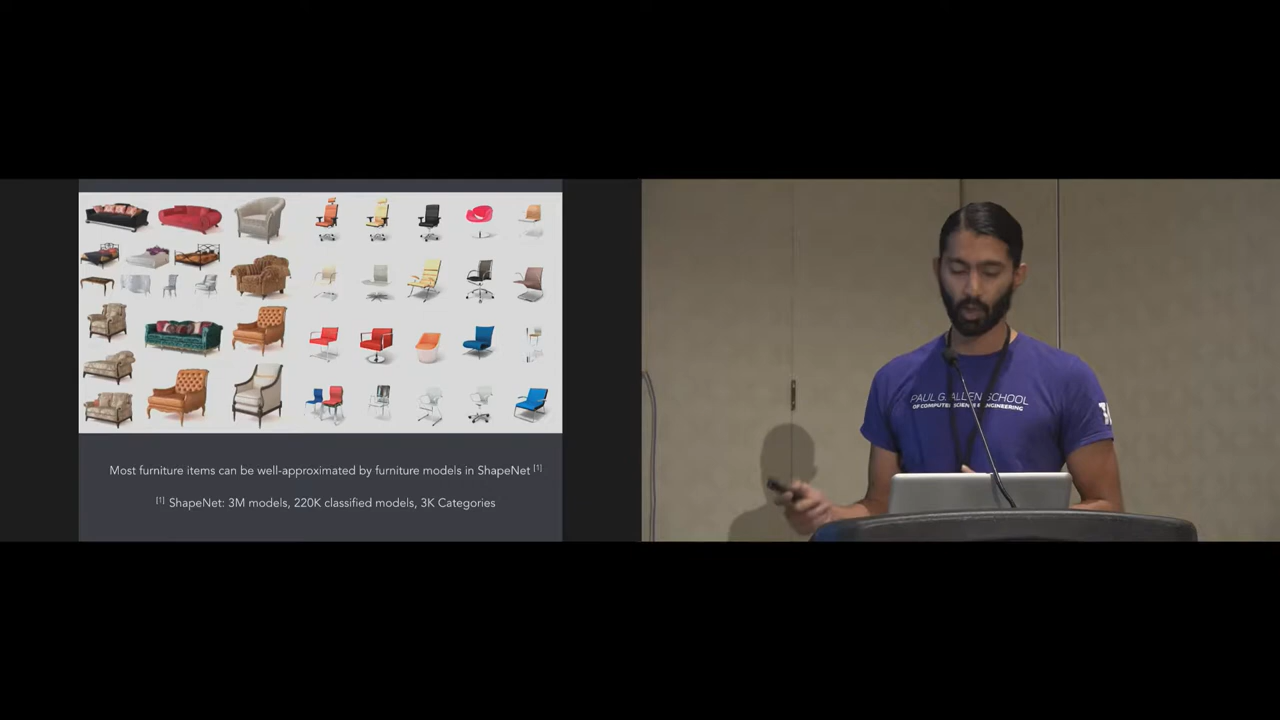 Most furniture items can be well-approximated by furniture models in ShapeNet [1]
[1] ShapeNet: 3M models, 220K classified models, 3K Categories
PAUL G. ALLEN SCHOOL
OF COMPUTER SCIENCE & ENGINEERING